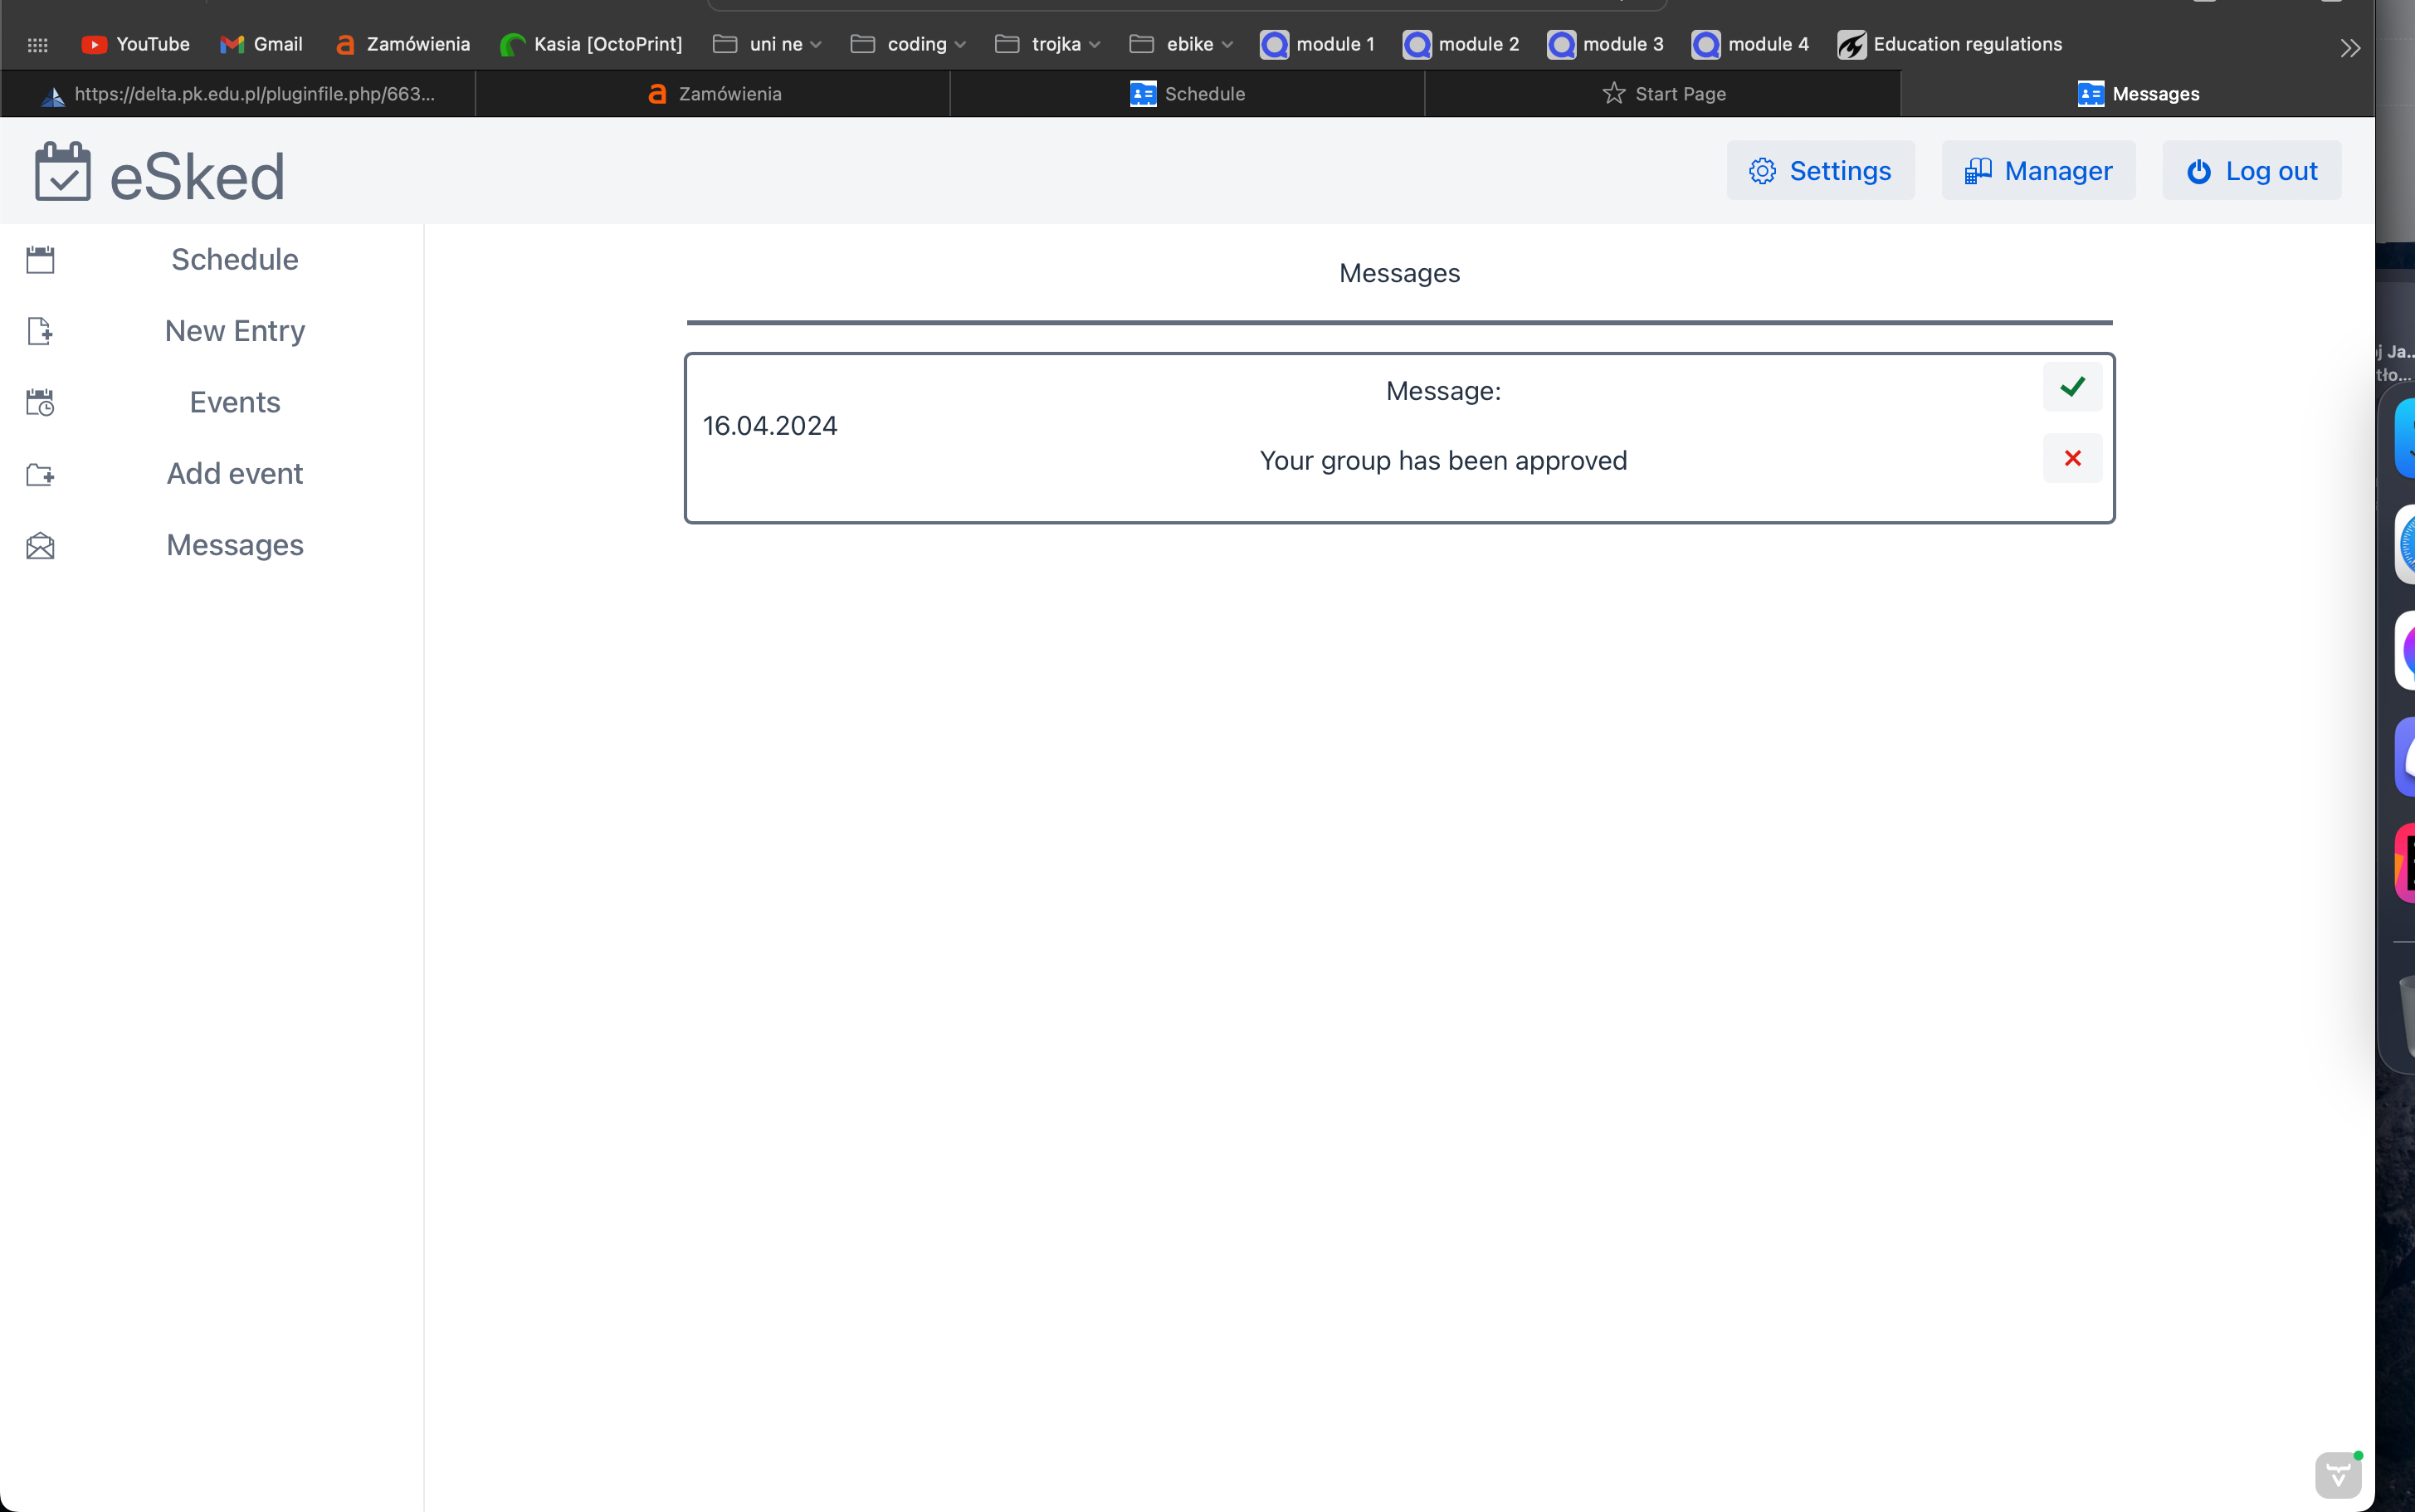 YouTube Gmail Zamówienia Kasia [OctoPrint] uni ne coding trojka ebike module 1 module 2 module 3 module 4 Education regulations
https://delta.pk.edu.pl/pluginfile.php/663... Zamówienia Schedule Start Page Messages
eSked Settings Manager Log out
Schedule
New Entry
Events
Add event
Messages
Messages
Message:
16.04.2024
Your group has been approved
j Ja...
tło...